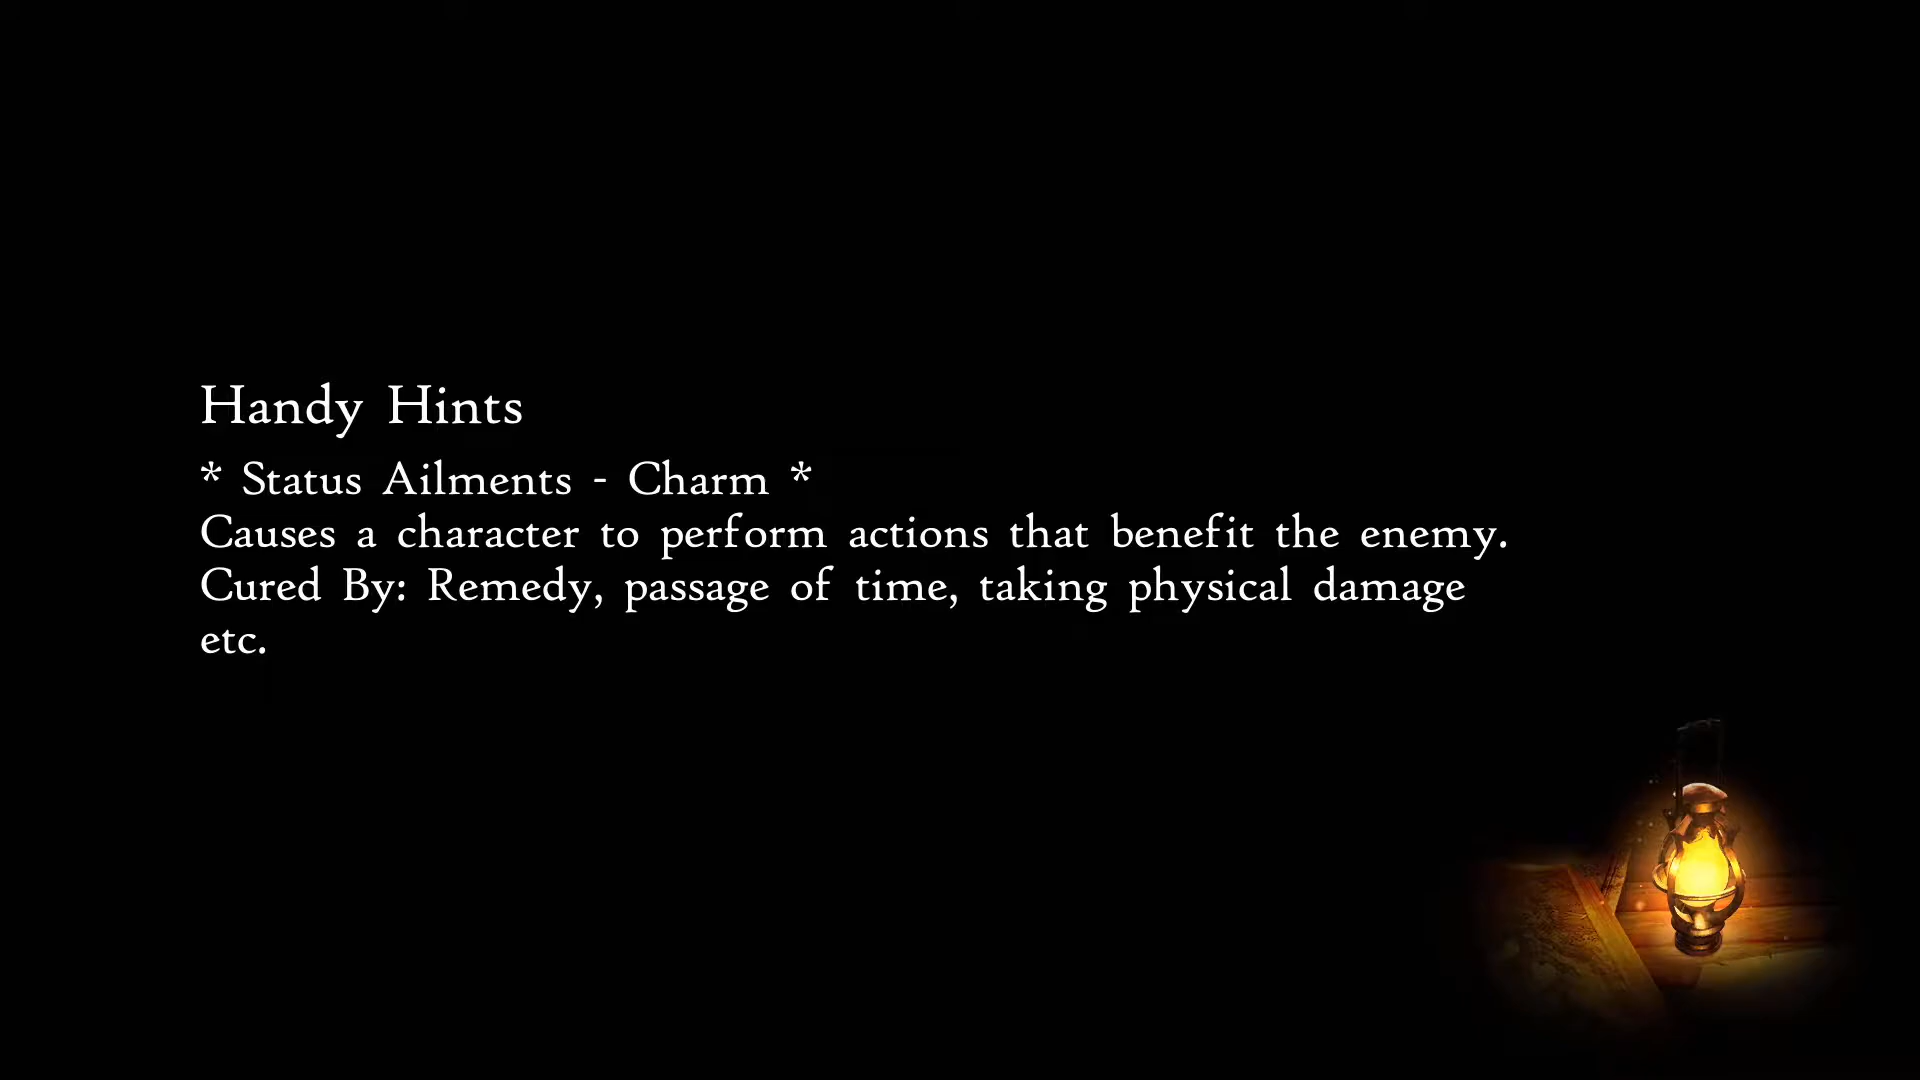 Handy Hints
* Status Ailments - Charm *
Causes a character to perform actions that benefit the enemy.
Cured By: Remedy, passage of time, taking physical damage
etc.